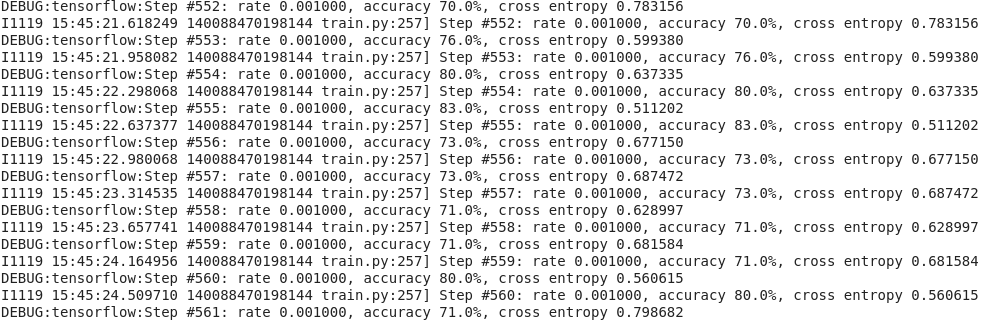 DEBUG:tensorflow:Step #552: rate 0.001000, accuracy 70.0%, cross entropy 0.783156
I1119 15:45:21.618249 140088470198144 train.py:257] Step #552: rate 0.001000, accuracy 70.0%, cross entropy 0.783156
DEBUG:tensorflow:Step #553: rate 0.001000, accuracy 76.0%, cross entropy 0.599380
I1119 15:45:21.958082 140088470198144 train.py:257] Step #553: rate 0.001000, accuracy 76.0%, cross entropy 0.599380
DEBUG:tensorflow:Step #554: rate 0.001000, accuracy 80.0%, cross entropy 0.637335
I1119 15:45:22.298068 140088470198144 train.py:257] Step #554: rate 0.001000, accuracy 80.0%, cross entropy 0.637335
DEBUG:tensorflow:Step #555: rate 0.001000, accuracy 83.0%, cross entropy 0.511202
I1119 15:45:22.637377 140088470198144 train.py:257] Step #555: rate 0.001000, accuracy 83.0%, cross entropy 0.511202
DEBUG:tensorflow:Step #556: rate 0.001000, accuracy 73.0%, cross entropy 0.677150
I1119 15:45:22.980068 140088470198144 train.py:257] Step #556: rate 0.001000, accuracy 73.0%, cross entropy 0.677150
DEBUG:tensorflow:Step #557: rate 0.001000, accuracy 73.0%, cross entropy 0.687472
I1119 15:45:23.314535 140088470198144 train.py:257] Step #557: rate 0.001000, accuracy 73.0%, cross entropy 0.687472
DEBUG:tensorflow:Step #558: rate 0.001000, accuracy 71.0%, cross entropy 0.628997
I1119 15:45:23.657741 140088470198144 train.py:257] Step #558: rate 0.001000, accuracy 71.0%, cross entropy 0.628997
DEBUG:tensorflow:Step #559: rate 0.001000, accuracy 71.0%, cross entropy 0.681584
I1119 15:45:24.164956 140088470198144 train.py:257] Step #559: rate 0.001000, accuracy 71.0%, cross entropy 0.681584
DEBUG:tensorflow:Step #560: rate 0.001000, accuracy 80.0%, cross entropy 0.560615
I1119 15:45:24.509710 140088470198144 train.py:257] Step #560: rate 0.001000, accuracy 80.0%, cross entropy 0.560615
DEBUG:tensorflow:Step #561: rate 0.001000, accuracy 71.0%, cross entropy 0.798682